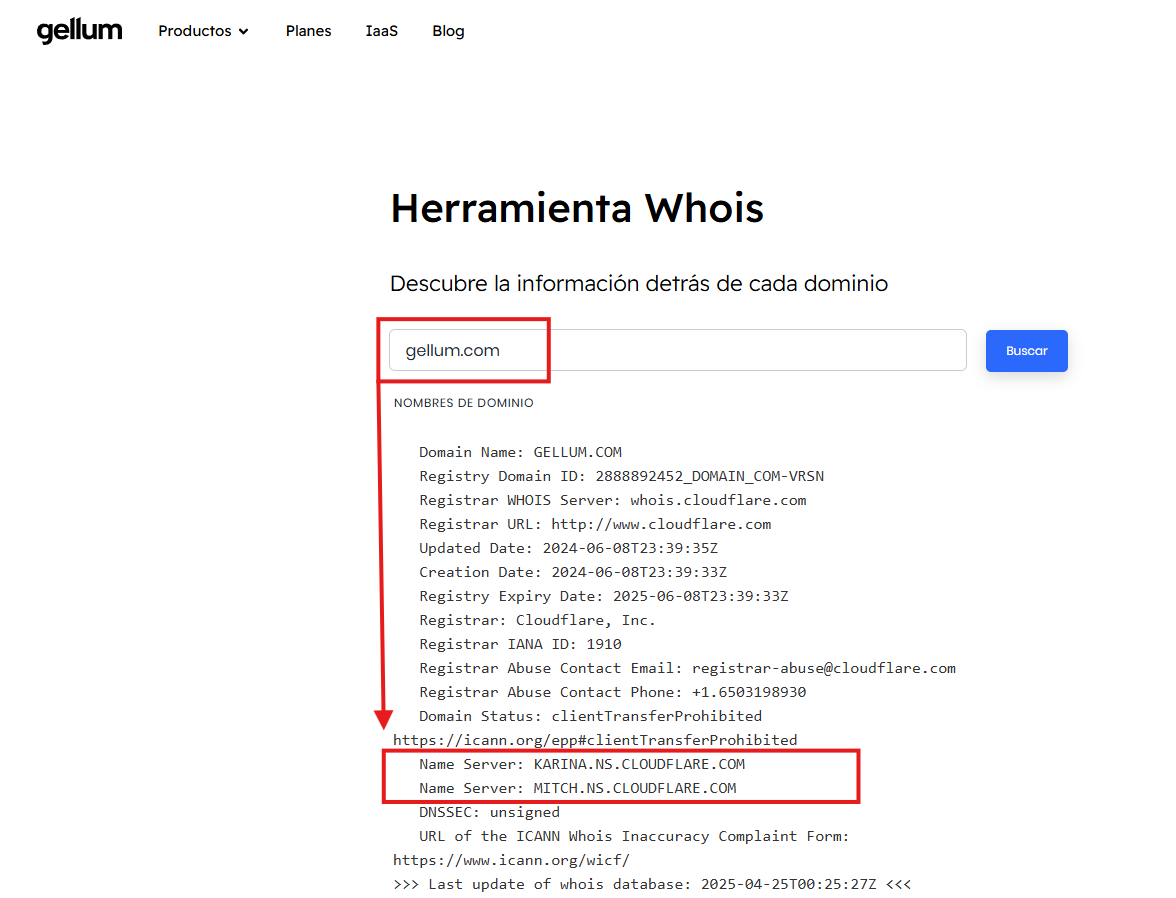 gellum
Productos
Planes
IaaS
Blog
Herramienta Whois
Descubre la información detrás de cada dominio
gellum.com
Buscar
NOMBRES DE DOMINIO
Domain Name: GELLUM.COM
Registry Domain ID: 2888892452_DOMAIN_COM-VRSN
Registrar WHOIS Server: whois.cloudflare.com
Registrar URL: http://www.cloudflare.com
Updated Date: 2024-06-08T23:39:35Z
Creation Date: 2024-06-08T23:39:33Z
Registry Expiry Date: 2025-06-08T23:39:33Z
Registrar: Cloudflare, Inc.
Registrar IANA ID: 1910
Registrar Abuse Contact Email: registrar-abuse@cloudflare.com
Registrar Abuse Contact Phone: +1.6503198930
Domain Status: clientTransferProhibited
https://icann.org/epp#clientTransferProhibited
Name Server: KARINA.NS.CLOUDFLARE.COM
Name Server: MITCH.NS.CLOUDFLARE.COM
DNSSEC: unsigned
URL of the ICANN Whois Inaccuracy Complaint Form:
https://www.icann.org/wicf/
>>> Last update of whois database: 2025-04-25T00:25:27Z <<<